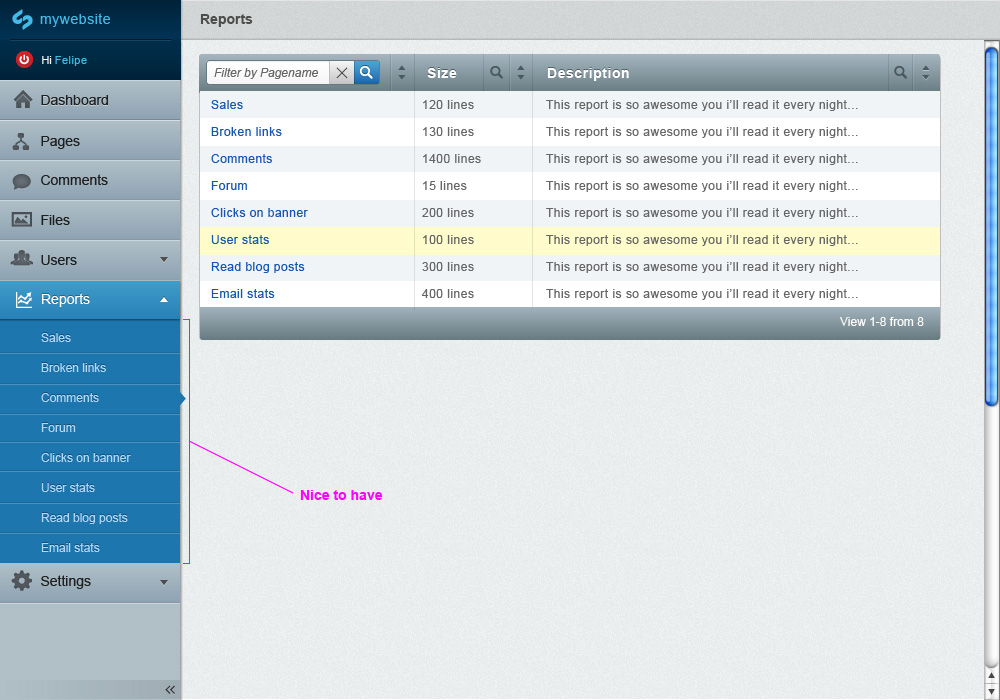 mywebsite
Hi Felipe
Dashboard
Pages
Comments
Files
Users
Reports
Sales
Broken links
Comments
Forum
Clicks on banner
User stats
Read blog posts
Email stats
Settings
Reports
Filter by Pagename Size Description
Sales 120 lines This report is so awesome you i'll read it every night...
Broken links 130 lines This report is so awesome you i'll read it every night...
Comments 1400 lines This report is so awesome you i'll read it every night...
Forum 15 lines This report is so awesome you i'll read it every night...
Clicks on banner 200 lines This report is so awesome you i'll read it every night...
User stats 100 lines This report is so awesome you i'll read it every night...
Read blog posts 300 lines This report is so awesome you i'll read it every night...
Email stats 400 lines This report is so awesome you i'll read it every night...
View 1-8 from 8
Nice to have